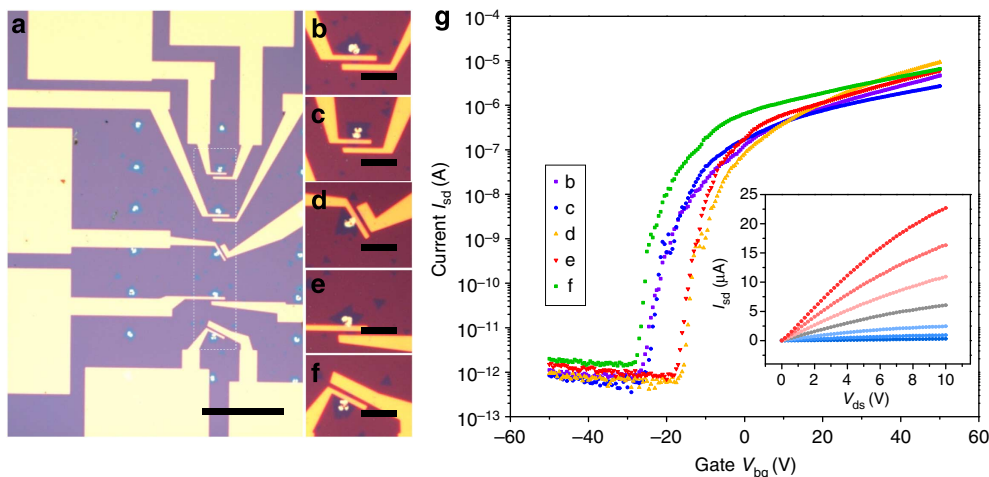 a
b
c
d
e
f
g
10⁻⁴
10⁻⁵
10⁻⁶
10⁻⁷
10⁻⁸
10⁻⁹
10⁻¹⁰
10⁻¹¹
10⁻¹²
10⁻¹³
Current I_sd (A)
−60 −40 −20 0 20 40 60
Gate V_bg (V)
b
c
d
e
f
25
20
15
10
5
0
I_sd (μA)
0 2 4 6 8 10
V_ds (V)